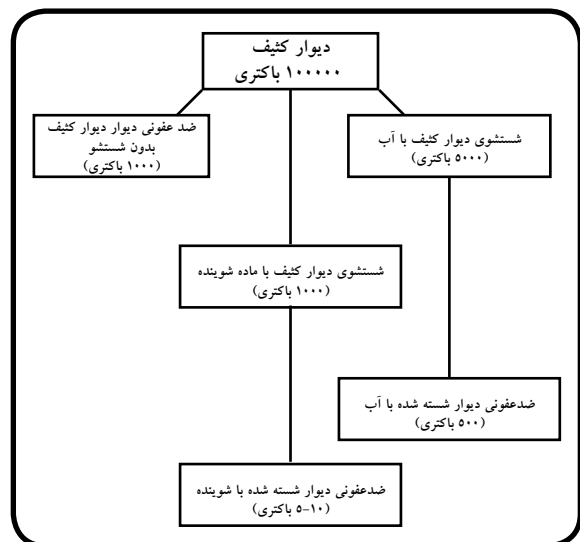 دیوار کثیف
۱۰۰۰۰۰ باکتری
ضد عفونی دیوار دیوار کثیف
بدون شستشو
(۱۰۰۰ باکتری)
شستشوی دیوار کثیف با آب
(۵۰۰۰ باکتری)
شستشوی دیوار کثیف با ماده شوینده
(۱۰۰۰ باکتری)
ضدعفونی دیوار شسته شده با آب
(۵۰۰ باکتری)
ضدعفونی دیوار شسته شده با شوینده
(۱۰-۵ باکتری)